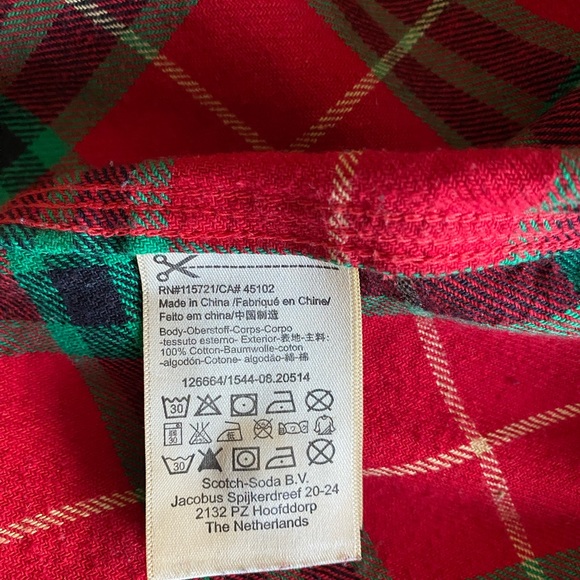 RN#115721/CA# 45102
Made in China /Fabriqué en Chine/
Feito em china/中国制造
Body-Oberstoff-Corps-Corpo
-tessuto esterno- Exterior-表地-主料:
100% Cotton-Baumwolle-coton
-algodón-Cotone- algodão-綿-棉
126664/1544-08.20514
30
30
Scotch-Soda B.V.
Jacobus Spijkerdreef 20-24
2132 PZ Hoofddorp
The Netherlands